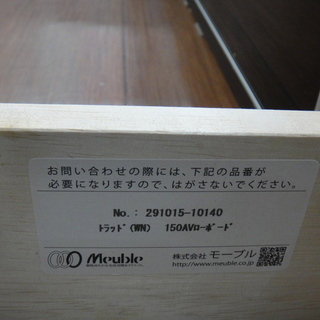 お問い合わせの際には、下記の品番が
必要になりますので、はがさないでください。
No.: 291015-10140
ﾄﾗｯﾄﾞ(WN) 150AVﾛｰﾎﾞｰﾄﾞ
Meuble
株式会社 モーブル
http://www.meuble.co.jp